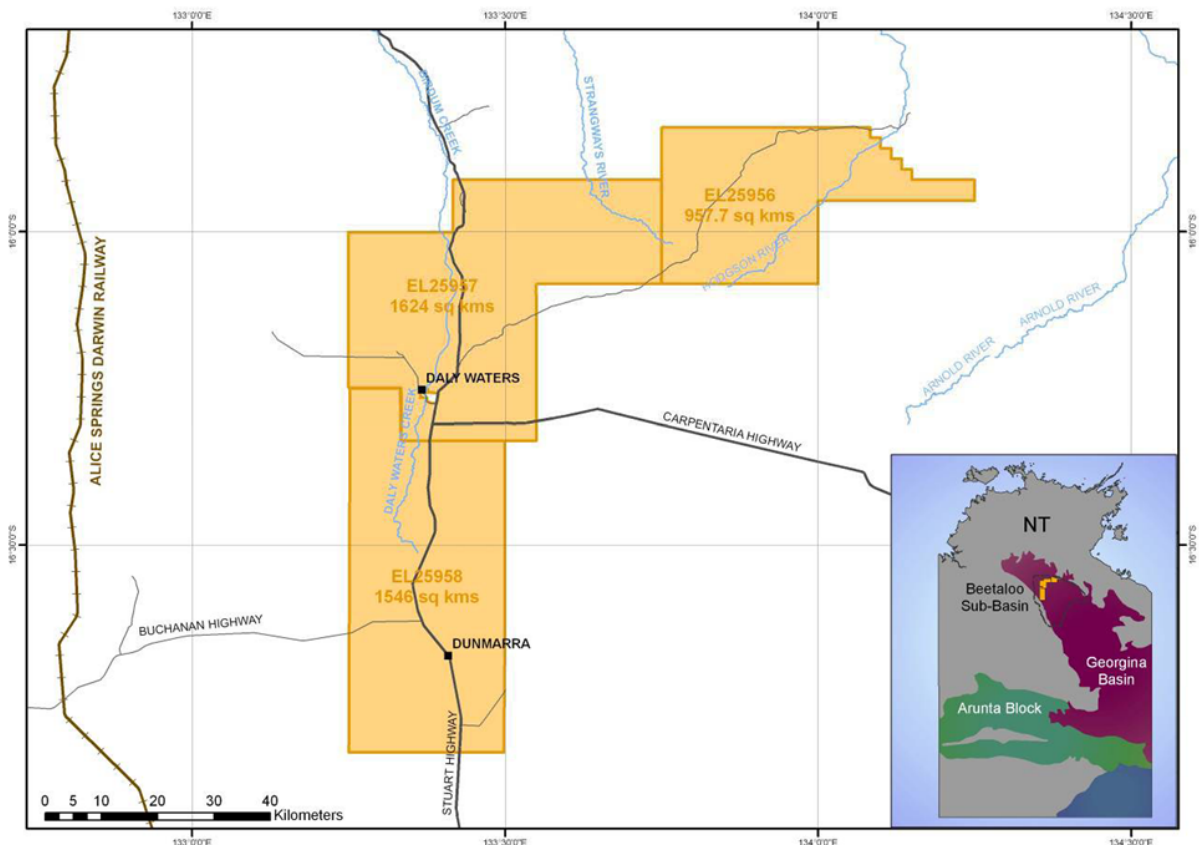 133°0'0"E
133°30'0"E
134°0'0"E
134°30'0"E
BIRDUM CREEK
STRANGWAYS RIVER
EL25956
957.7 sq kms
16°0'0"S
16°0'0"S
HODGSON RIVER
ALICE SPRINGS DARWIN RAILWAY
EL25957
1624 sq kms
ARNOLD RIVER
ARNOLD RIVER
DALY WATERS
DALY WATERS CREEK
CARPENTARIA HIGHWAY
16°30'0"S
16°30'0"S
EL25958
1546 sq kms
BUCHANAN HIGHWAY
DUNMARRA
STUART HIGHWAY
NT
Beetaloo
Sub-Basin
Georgina
Basin
Arunta Block
0 5 10 20 30 40
Kilometers
133°0'0"E
133°30'0"E
134°0'0"E
134°30'0"E